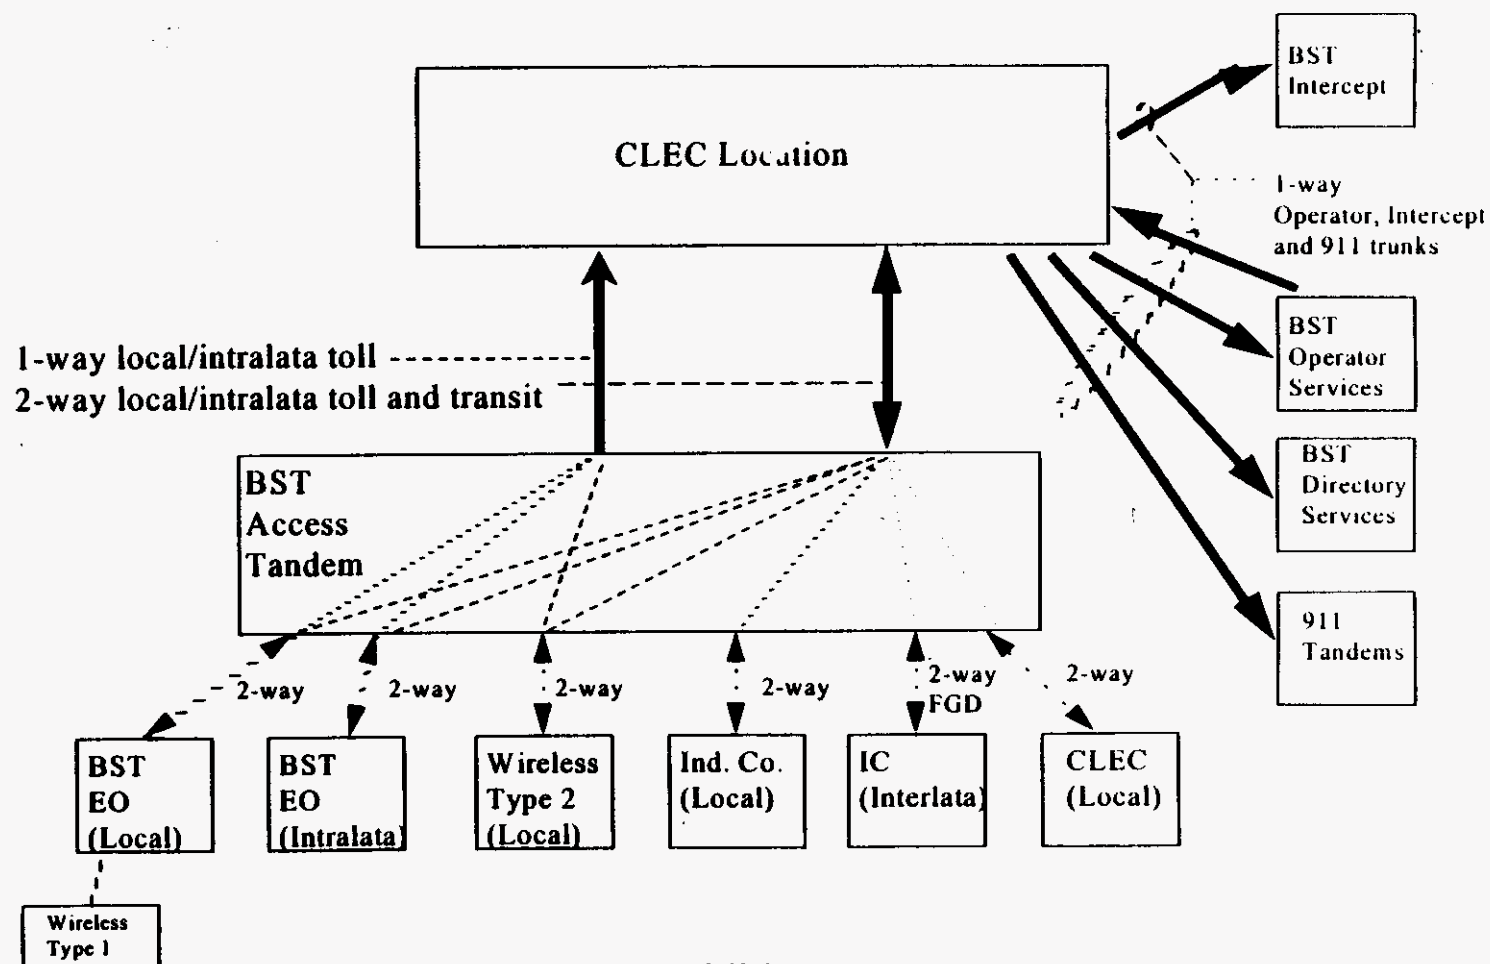 BST
Intercept
CLEC Location
1-way
Operator, Intercept
and 911 trunks
BST
Operator
Services
1-way local/intralata toll
2-way local/intralata toll and transit
BST
Directory
Services
BST
Access
Tandem
911
Tandems
2-way
2-way
2-way
2-way
2-way
FGD
2-way
BST
EO
(Local)
BST
EO
(Intralata)
Wireless
Type 2
(Local)
Ind. Co.
(Local)
IC
(Interlata)
CLEC
(Local)
Wireless
Type 1